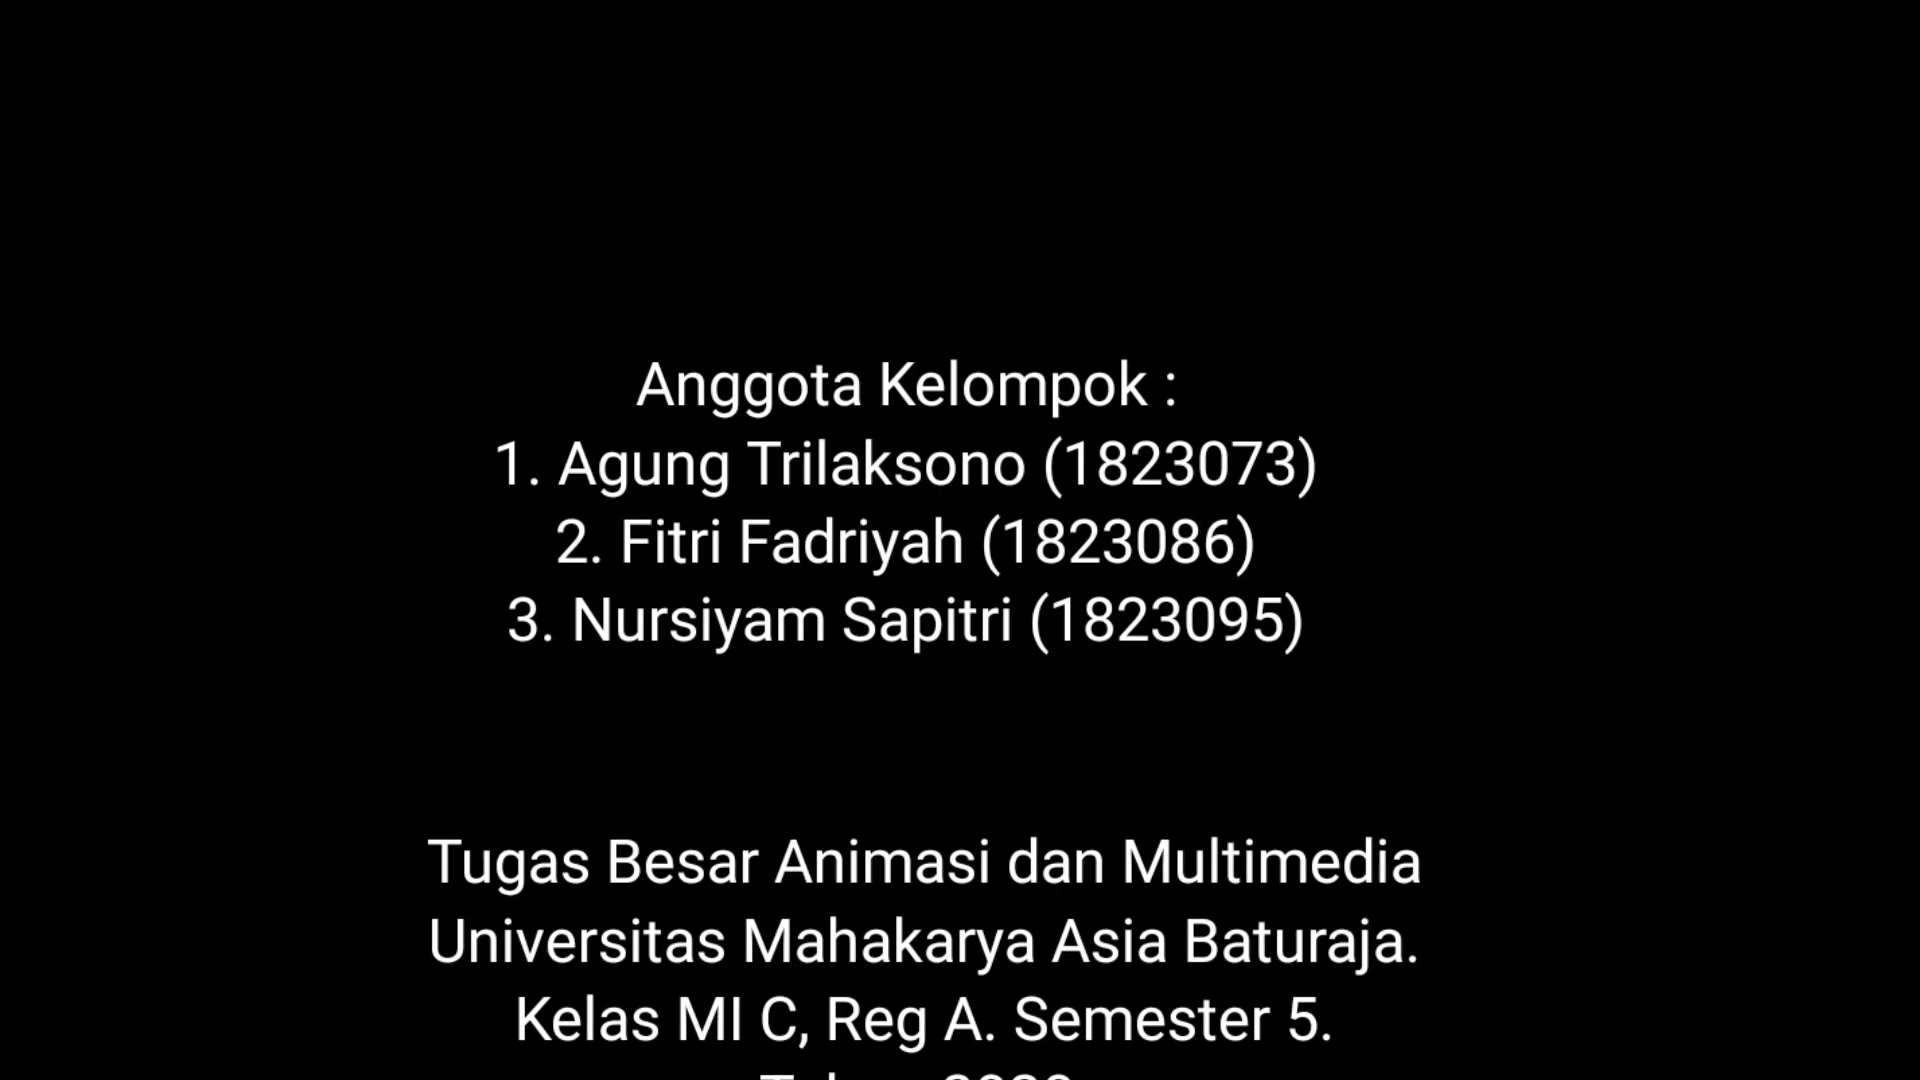 Anggota Kelompok :
1. Agung Trilaksono (1823073)
2. Fitri Fadriyah (1823086)
3. Nursiyam Sapitri (1823095)
Tugas Besar Animasi dan Multimedia
Universitas Mahakarya Asia Baturaja.
Kelas MI C, Reg A. Semester 5.